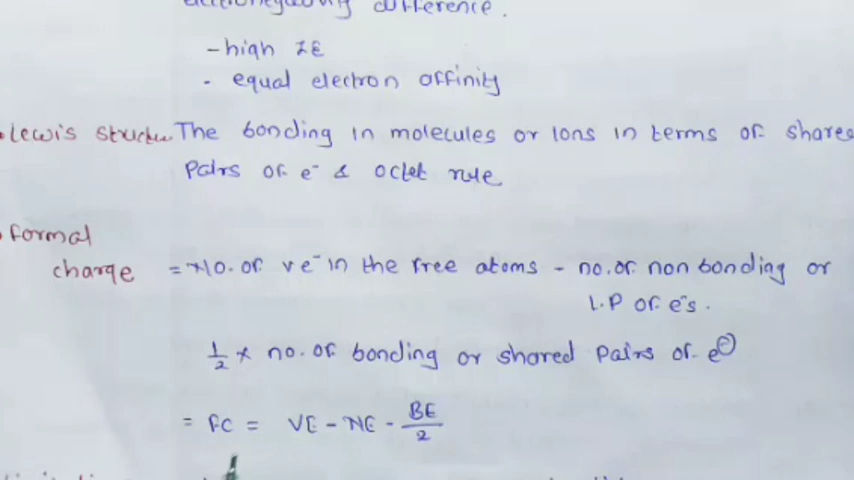 electronegativity difference.
- high IE
- equal electron affinity
• Lewis structure The bonding in molecules or Ions in terms of shared
Pairs of e⁻ & octet rule
• Formal
charge = No. of ve⁻ in the free atoms - no. of non bonding or
L.P of e⁻s.
1/2 × no. of bonding or shared Pairs of e⊖
= FC = VE - NE - BE/2